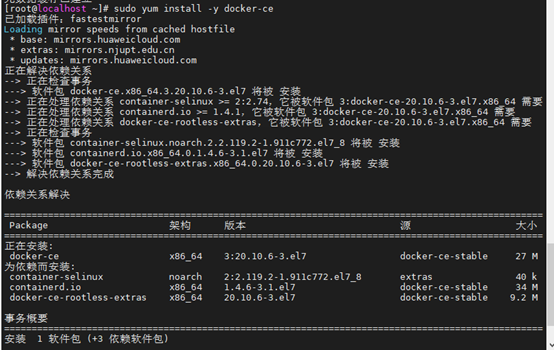 [root@localhost ~]# sudo yum install -y docker-ce
已加载插件：fastestmirror
Loading mirror speeds from cached hostfile
 * base: mirrors.huaweicloud.com
 * extras: mirrors.njupt.edu.cn
 * updates: mirrors.huaweicloud.com
正在解决依赖关系
--> 正在检查事务
---> 软件包 docker-ce.x86_64.3.20.10.6-3.el7 将被 安装
--> 正在处理依赖关系 container-selinux >= 2:2.74，它被软件包 3:docker-ce-20.10.6-3.el7.x86_64 需要
--> 正在处理依赖关系 containerd.io >= 1.4.1，它被软件包 3:docker-ce-20.10.6-3.el7.x86_64 需要
--> 正在处理依赖关系 docker-ce-rootless-extras，它被软件包 3:docker-ce-20.10.6-3.el7.x86_64 需要
--> 正在检查事务
---> 软件包 container-selinux.noarch.2.2.119.2-1.911c772.el7_8 将被 安装
---> 软件包 containerd.io.x86_64.0.1.4.6-3.1.el7 将被 安装
---> 软件包 docker-ce-rootless-extras.x86_64.0.20.10.6-3.el7 将被 安装
--> 解决依赖关系完成
依赖关系解决
Package 架构 版本 源 大小
正在安装:
docker-ce x86_64 3:20.10.6-3.el7 docker-ce-stable 27 M
为依赖而安装:
container-selinux noarch 2:2.119.2-1.911c772.el7_8 extras 40 k
containerd.io x86_64 1.4.6-3.1.el7 docker-ce-stable 34 M
docker-ce-rootless-extras x86_64 20.10.6-3.el7 docker-ce-stable 9.2 M
事务概要
安装 1 软件包 (+3 依赖软件包)